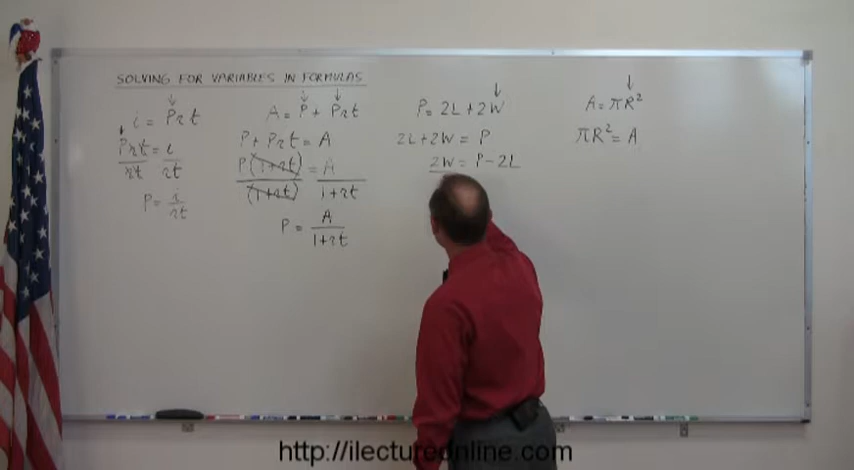 SOLVING FOR VARIABLES IN FORMULAS
i = Prt
Prt = i
rt rt
P = i
rt
A = P + Prt
P + Prt = A
P(1+rt) = A
(1+rt) 1+rt
P = A
1+rt
P = 2L + 2W
2L + 2W = P
2W = P - 2L
A = πR²
πR² = A
http://ilectureonline.com